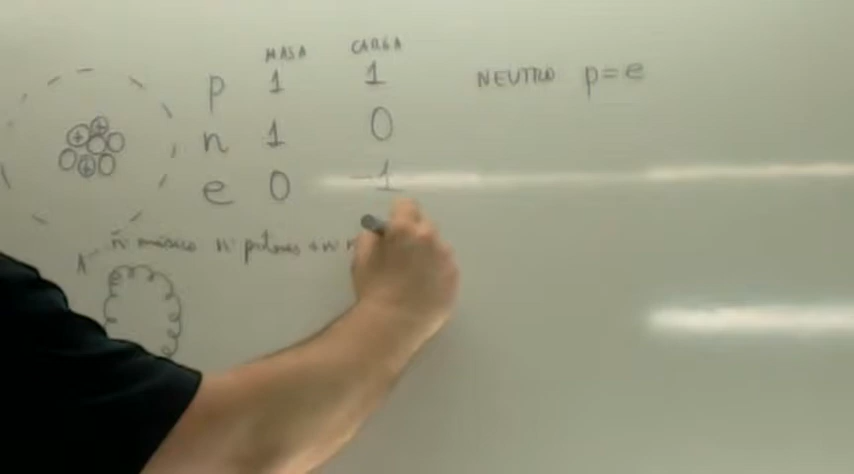 MASA CARGA
p 1 1 NEUTRO p=e
n 1 0
e 0 -1
A nº másico nº protones + nº n